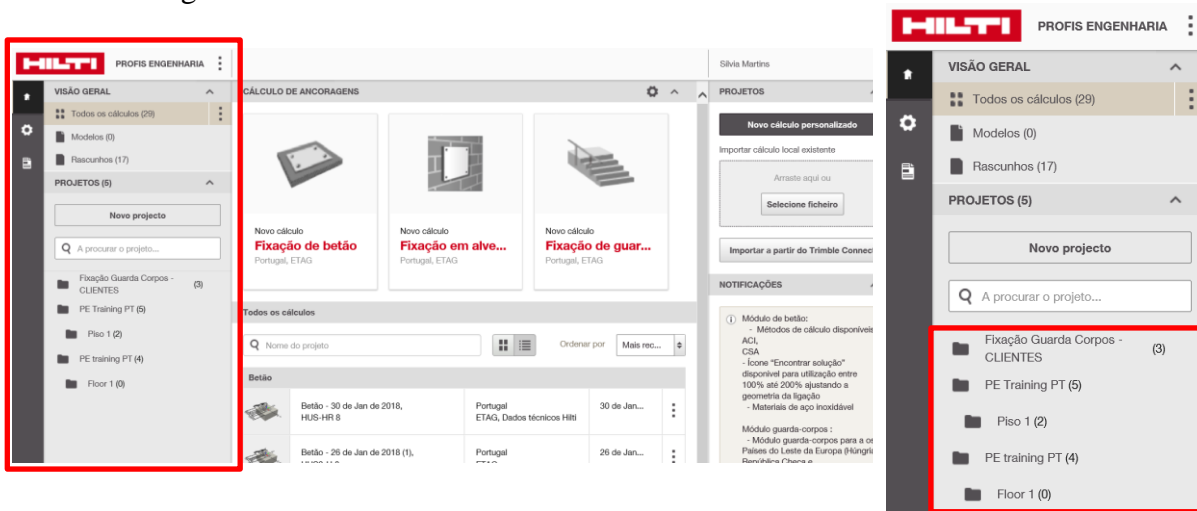 HILTI PROFIS ENGENHARIA
Silvia Martins
VISÃO GERAL
Todos os cálculos (29)
Modelos (0)
Rascunhos (17)
PROJETOS (5)
Novo projecto
A procurar o projeto...
Fixação Guarda Corpos -
CLIENTES (3)
PE Training PT (5)
Piso 1 (2)
PE training PT (4)
Floor 1 (0)
CÁLCULO DE ANCORAGENS
Novo cálculo
Fixação de betão
Portugal, ETAG
Novo cálculo
Fixação em alve...
Portugal, ETAG
Novo cálculo
Fixação de guar...
Portugal, ETAG
Todos os cálculos
Nome do projeto
Ordenar por Mais rec...
Betão
Betão - 30 de Jan de 2018,
HUS-HR 8
Portugal
ETAG, Dados técnicos Hilti
30 de Jan...
Betão - 26 de Jan de 2018 (1),
Portugal
26 de Jan...
PROJETOS
Novo cálculo personalizado
Importar cálculo local existente
Arraste aqui ou
Selecione ficheiro
Importar a partir do Trimble Connect
NOTIFICAÇÕES
Módulo de betão:
- Métodos de cálculo disponíveis
ACI,
CSA
- Ícone "Encontrar solução"
disponível para utilização entre
100% até 200% ajustando a
geometria da ligação
- Materiais de aço inoxidável
Módulo guarda-corpos :
- Módulo guarda-corpos para a os
Países do Leste da Europa (Húngria
República Checa e
HILTI PROFIS ENGENHARIA
VISÃO GERAL
Todos os cálculos (29)
Modelos (0)
Rascunhos (17)
PROJETOS (5)
Novo projecto
A procurar o projeto...
Fixação Guarda Corpos -
CLIENTES (3)
PE Training PT (5)
Piso 1 (2)
PE training PT (4)
Floor 1 (0)